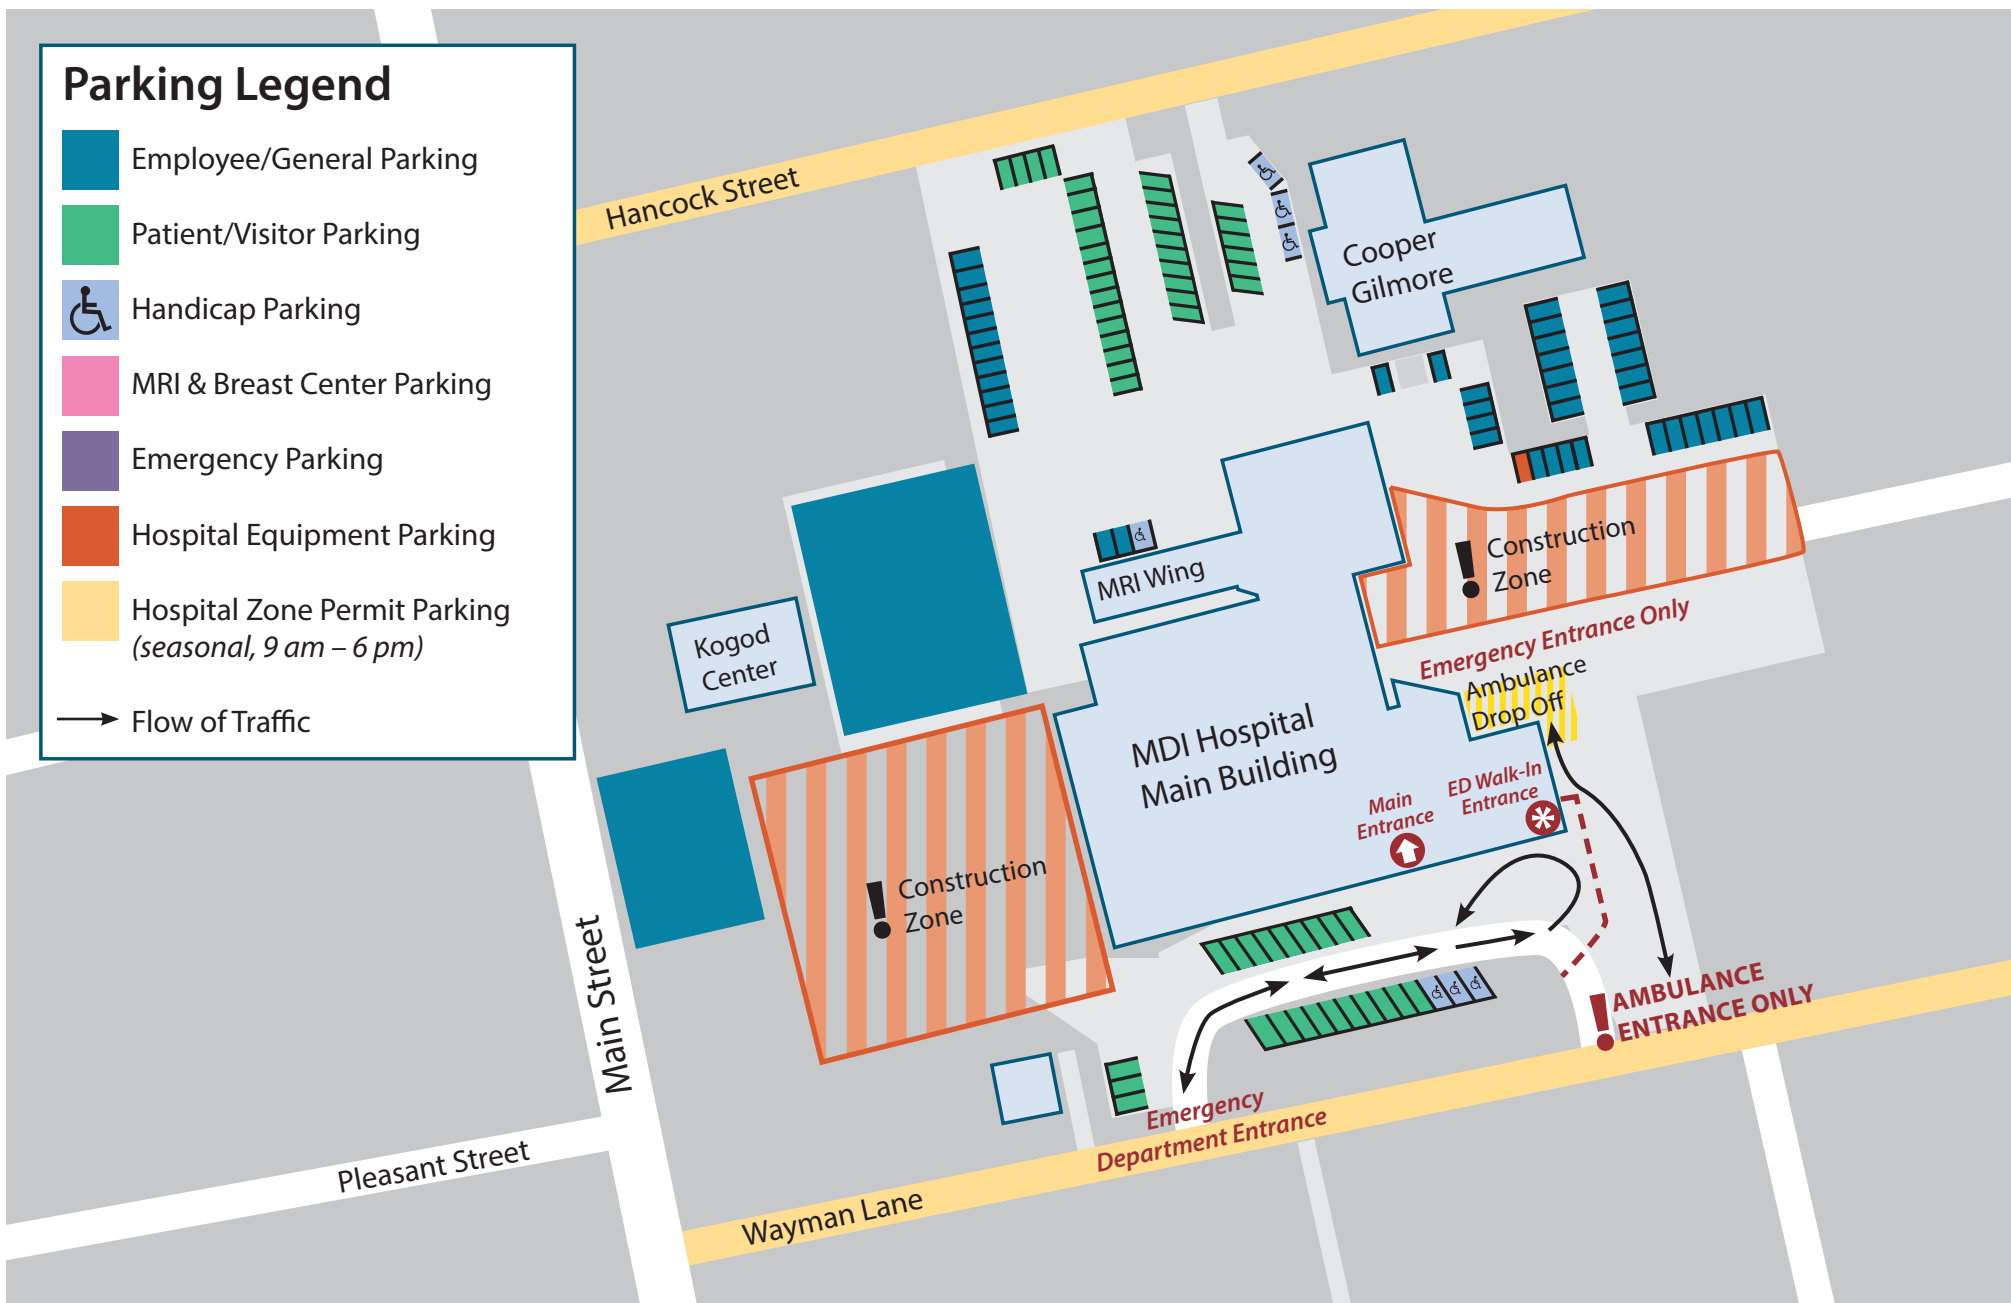 Parking Legend
Employee/General Parking
Patient/Visitor Parking
Handicap Parking
MRI & Breast Center Parking
Emergency Parking
Hospital Equipment Parking
Hospital Zone Permit Parking
(seasonal, 9 am – 6 pm)
Flow of Traffic
Hancock Street
Cooper
Gilmore
MRI Wing
Construction
Zone
Emergency Entrance Only
Ambulance
Drop Off
Kogod
Center
MDI Hospital
Main Building
Main
Entrance
ED Walk-In
Entrance
Construction
Zone
Main Street
AMBULANCE
ENTRANCE ONLY
Emergency
Department Entrance
Pleasant Street
Wayman Lane